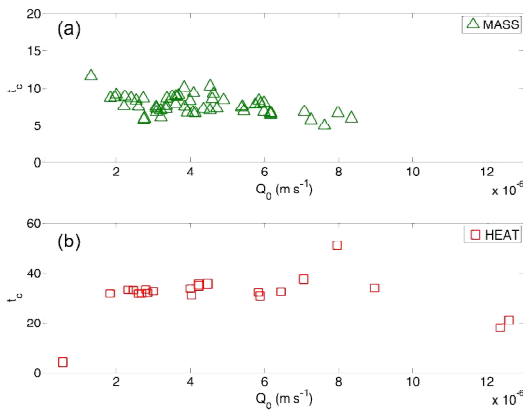 (a)
MASS
20
15
10
5
0
t_c
2 4 6 8 10 12
Q_0 (m s^-1)
x 10^-6
(b)
HEAT
60
40
20
0
t_c
2 4 6 8 10 12
Q_0 (m s^-1)
x 10^-6